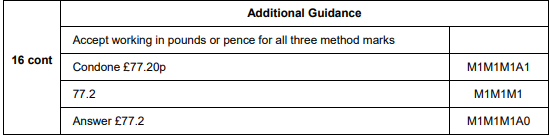 Additional Guidance
Accept working in pounds or pence for all three method marks
16 cont
Condone £77.20p M1M1M1A1
77.2 M1M1M1
Answer £77.2 M1M1M1A0